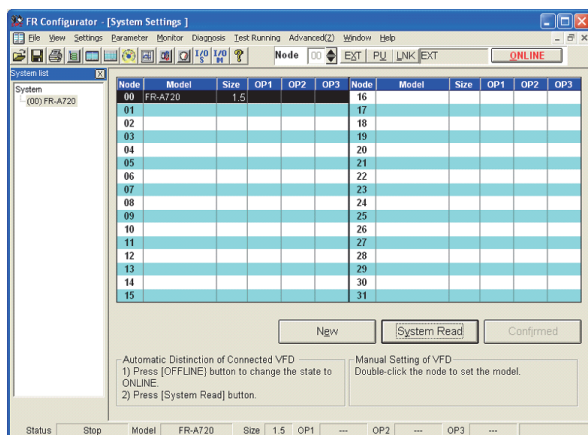 FR Configurator - [System Settings ]
File View Settings Parameter Monitor Diagnosis Test Running Advanced(Z) Window Help
I/O S I/O M ? Node 00 EXT PU LNK EXT ONLINE
System list X
System
(00) FR-A720
Node Model Size OP1 OP2 OP3 Node Model Size OP1 OP2 OP3
00 FR-A720 1.5 16
01 17
02 18
03 19
04 20
05 21
06 22
07 23
08 24
09 25
10 26
11 27
12 28
13 29
14 30
15 31
New System Read Confirmed
Automatic Distinction of Connected VFD
1) Press [OFFLINE] button to change the state to
ONLINE.
2) Press [System Read] button.
Manual Setting of VFD
Double-click the node to set the model.
Status Stop Model FR-A720 Size 1.5 OP1 --- OP2 --- OP3 ---